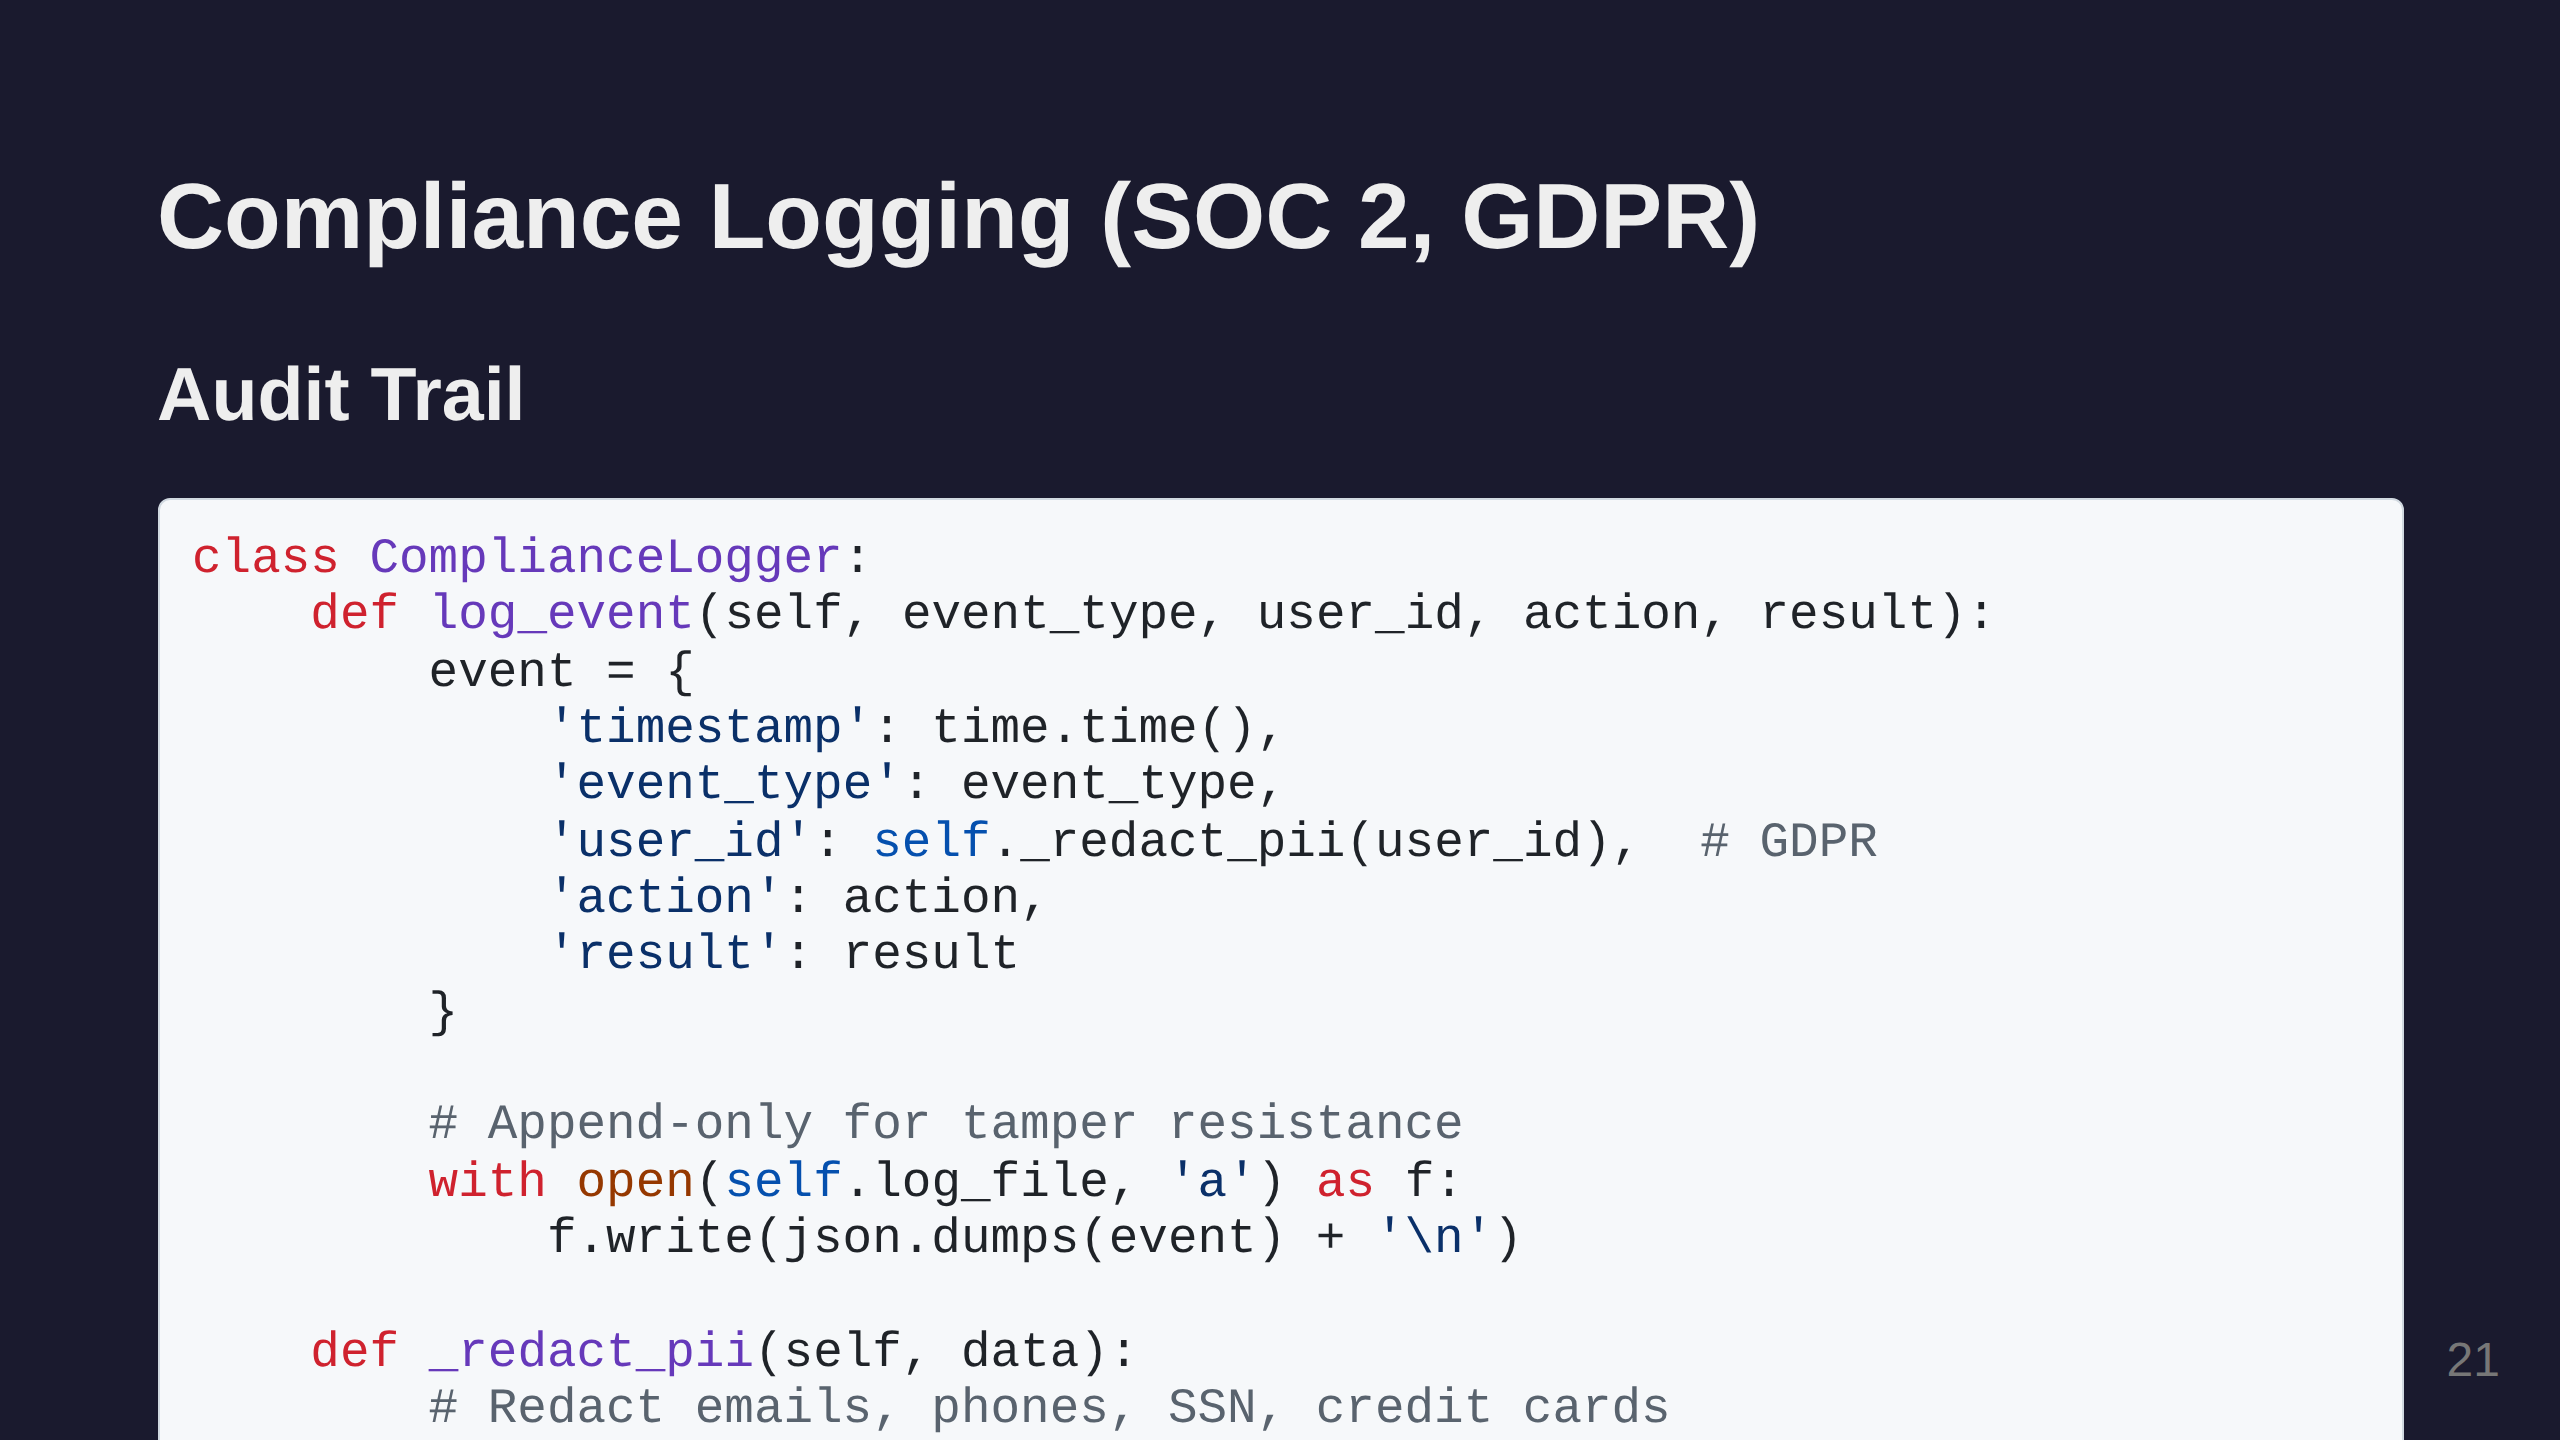 Compliance Logging (SOC 2, GDPR)
Audit Trail
class ComplianceLogger:
    def log_event(self, event_type, user_id, action, result):
        event = {
            'timestamp': time.time(),
            'event_type': event_type,
            'user_id': self._redact_pii(user_id),  # GDPR
            'action': action,
            'result': result
        }

        # Append-only for tamper resistance
        with open(self.log_file, 'a') as f:
            f.write(json.dumps(event) + '\n')

    def _redact_pii(self, data):
        # Redact emails, phones, SSN, credit cards
21